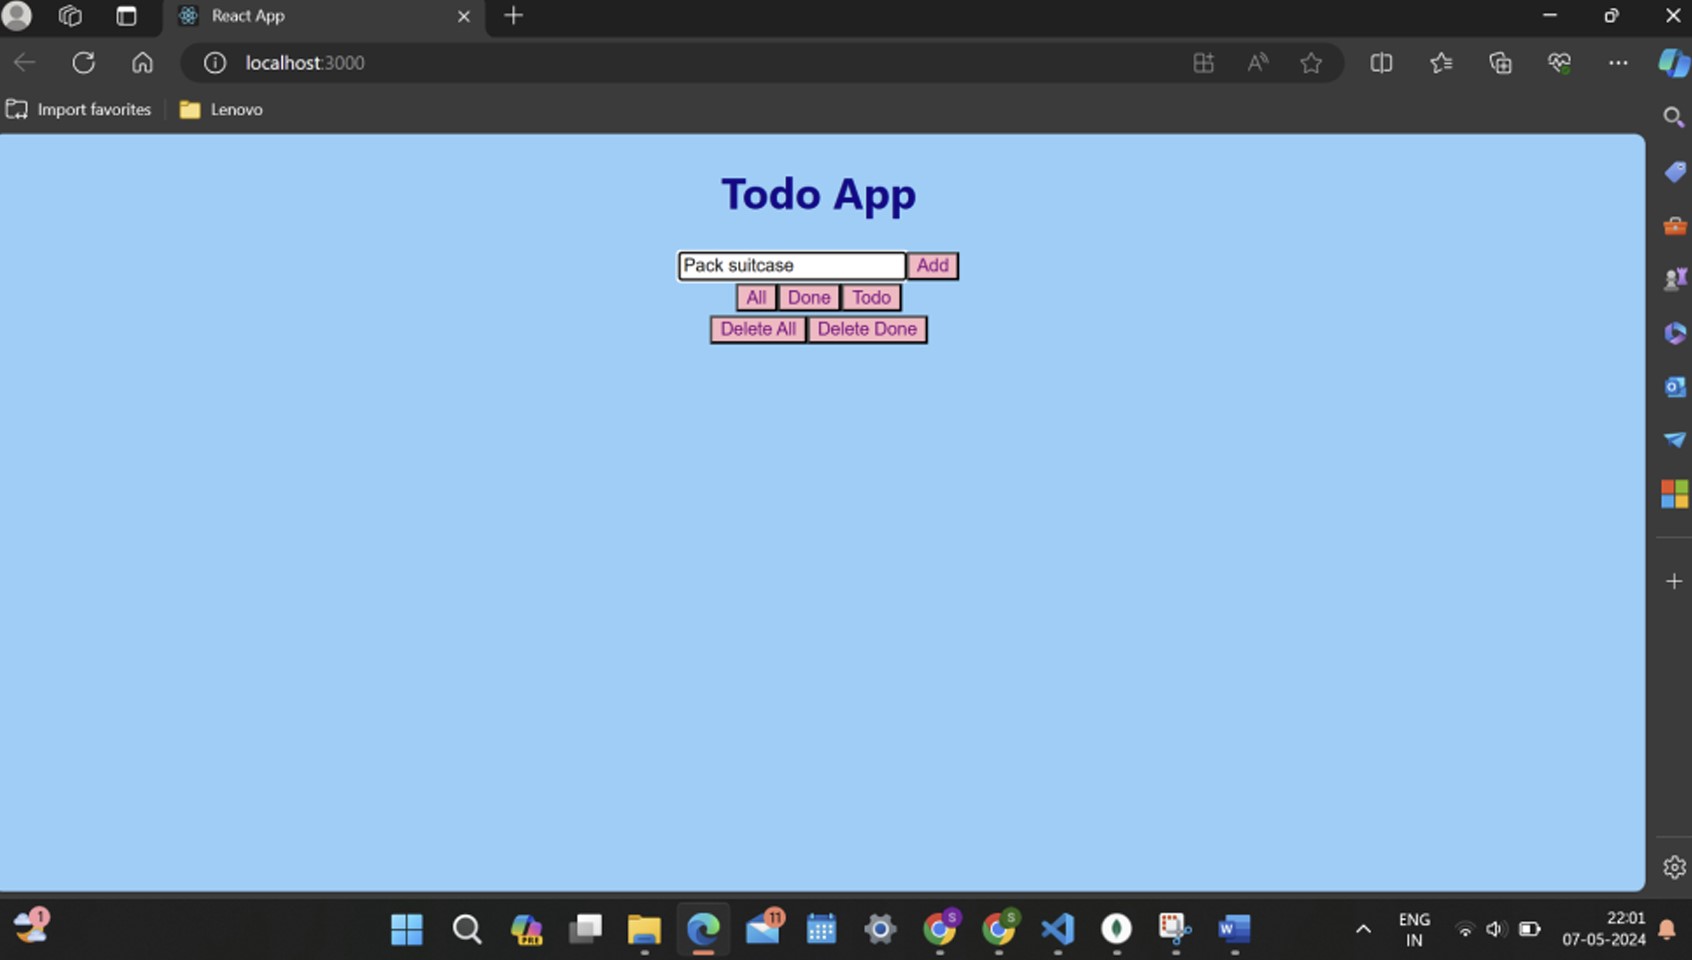 React App
localhost:3000
Import favorites
Lenovo
Todo App
Pack suitcase
Add
All
Done
Todo
Delete All
Delete Done
1
PRE
11
S
S
W
ENG
IN
22:01
07-05-2024